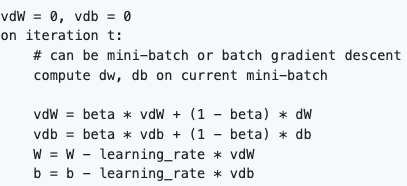 vdW = 0, vdb = 0
on iteration t:
    # can be mini-batch or batch gradient descent
    compute dw, db on current mini-batch

    vdW = beta * vdW + (1 - beta) * dW
    vdb = beta * vdb + (1 - beta) * db
    W = W - learning_rate * vdW
    b = b - learning_rate * vdb